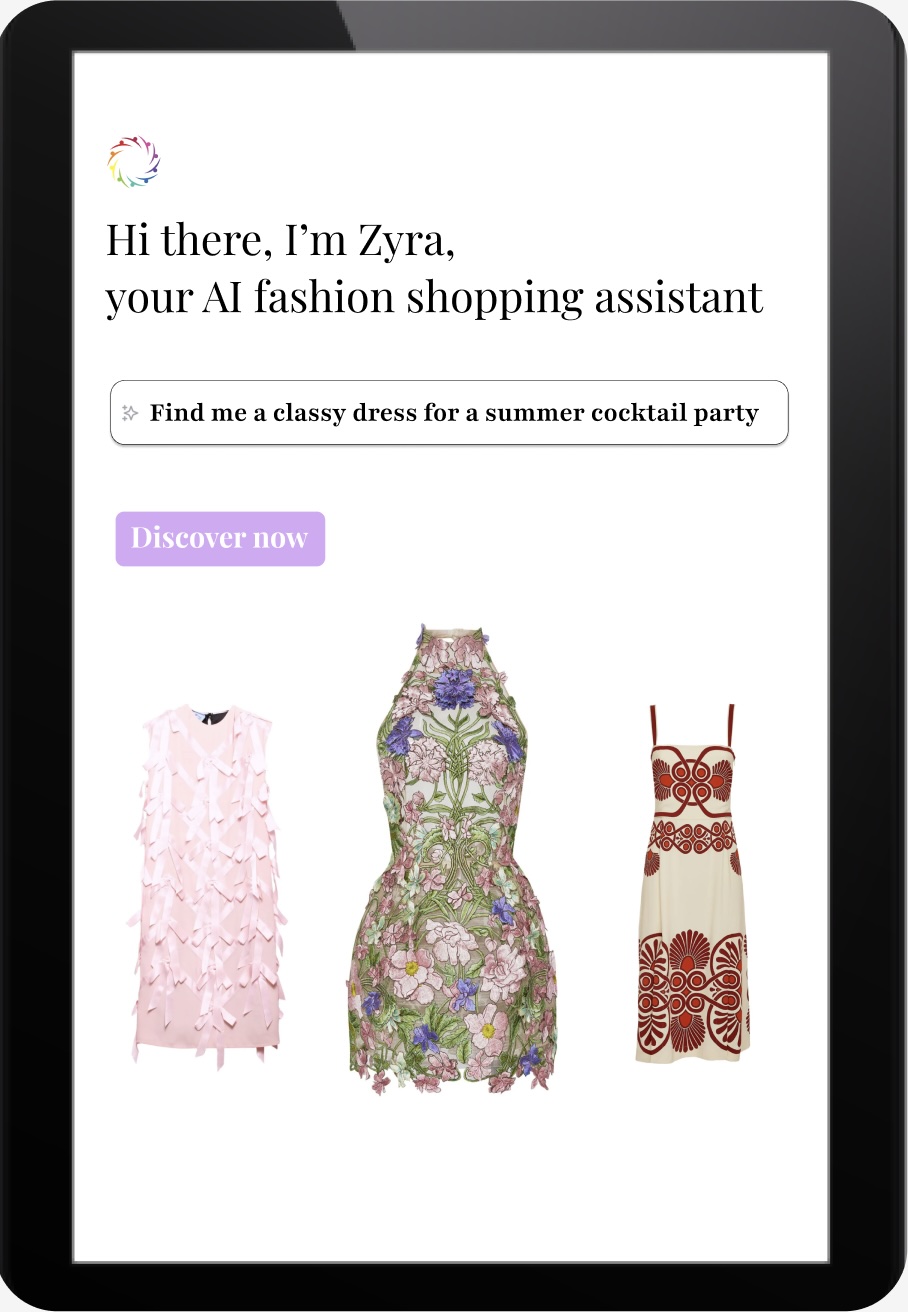 Hi there, I’m Zyra,
your AI fashion shopping assistant
Find me a classy dress for a summer cocktail party
Discover now